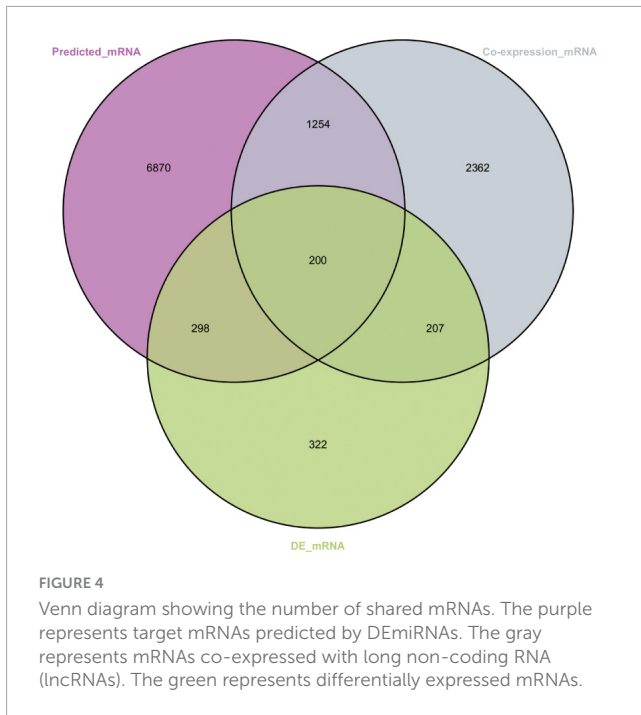 Predicted_mRNA
Co-expression_mRNA
1254
6870
2362
200
298
207
322
DE_mRNA
FIGURE 4
Venn diagram showing the number of shared mRNAs. The purple
represents target mRNAs predicted by DEmiRNAs. The gray
represents mRNAs co-expressed with long non-coding RNA
(lncRNAs). The green represents differentially expressed mRNAs.